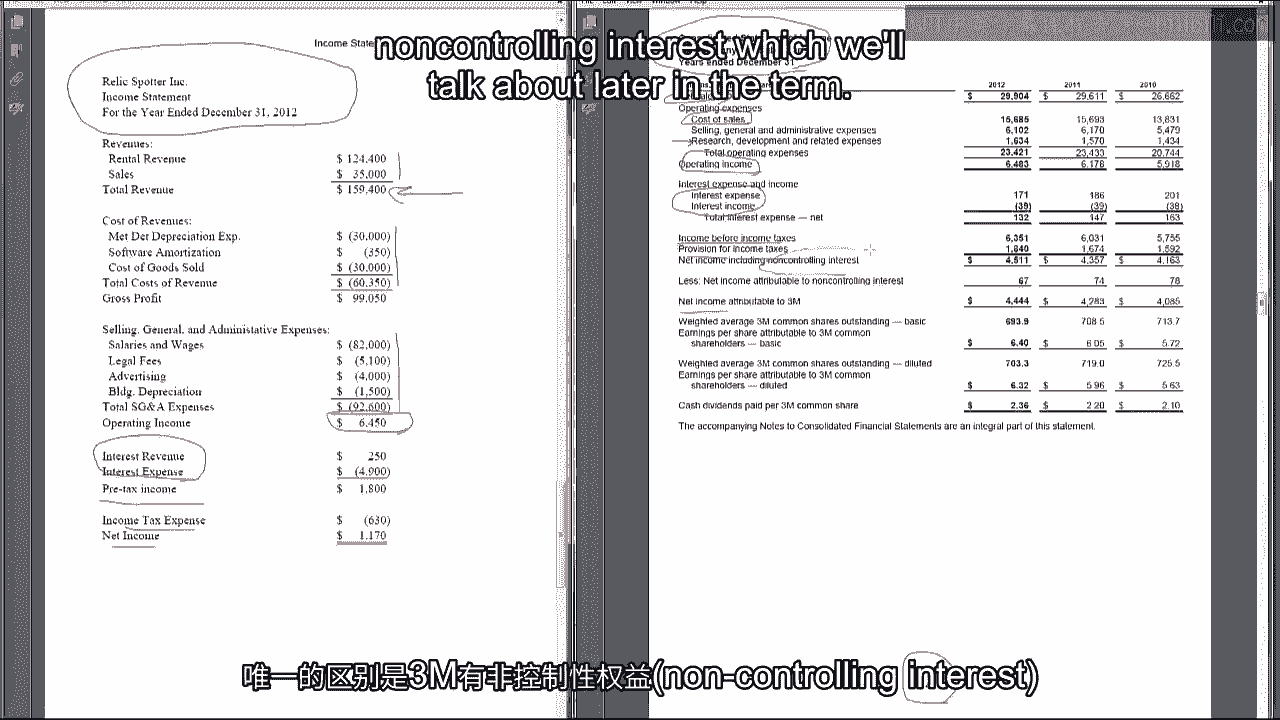 noncontrolling interest which we'll
talk about later in the term.
Income State
Relic Spotter Inc.
Income Statement
For the Year Ended December 31, 2012
Revenues:
Rental Revenue $ 124,400
Sales $ 35,000
Total Revenue $ 159,400
Cost of Revenues:
Met Det Depreciation Exp. $ (30,000)
Software Amortization $ (350)
Cost of Goods Sold $ (30,000)
Total Costs of Revenue $ (60,350)
Gross Profit $ 99,050
Selling, General, and Administative Expenses:
Salaries and Wages $ (82,000)
Legal Fees $ (5,100)
Advertising $ (4,000)
Bldg. Depreciation $ (1,500)
Total SG&A Expenses $ (92,600)
Operating Income $ 6,450
Interest Revenue $ 250
Interest Expense $ (4,900)
Pre-tax income $ 1,800
Income Tax Expense $ (630)
Net Income $ 1,170
Years ended December 31
2012 2011 2010
$ 29,904 $ 29,611 $ 26,662
Operating expenses
Cost of sales 15,685 15,693 13,831
Selling, general and administrative expenses 6,102 6,170 5,479
Research, development and related expenses 1,634 1,570 1,434
Total operating expenses 23,421 23,433 20,744
Operating income 6,483 6,178 5,918
Interest expense and income
Interest expense 171 186 201
Interest income (39) (39) (38)
Total interest expense — net 132 147 163
Income before income taxes 6,351 6,031 5,755
Provision for income taxes 1,840 1,674 1,592
Net income including noncontrolling interest $ 4,511 $ 4,357 $ 4,163
Less: Net income attributable to noncontrolling interest 67 74 78
Net income attributable to 3M $ 4,444 $ 4,283 $ 4,085
Weighted average 3M common shares outstanding — basic 693.9 708.5 713.7
Earnings per share attributable to 3M common
shareholders — basic $ 6.40 $ 6.05 $ 5.72
Weighted average 3M common shares outstanding — diluted 703.3 719.0 725.5
Earnings per share attributable to 3M common
shareholders — diluted $ 6.32 $ 5.96 $ 5.63
Cash dividends paid per 3M common share $ 2.36 $ 2.20 $ 2.10
The accompanying Notes to Consolidated Financial Statements are an integral part of this statement.
唯一的区别是3M有非控制性权益(non-controlling interest)